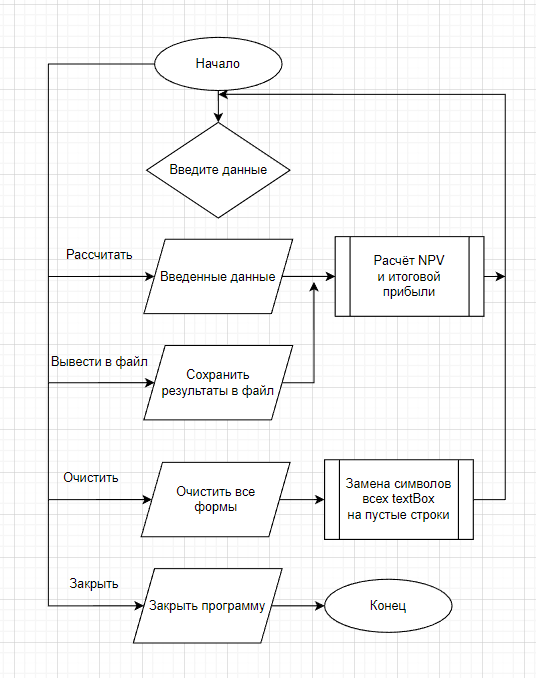 Начало
Введите данные
Рассчитать
Введенные данные
Расчёт NPV
и итоговой
прибыли
Вывести в файл
Сохранить
результаты в файл
Очистить
Очистить все
формы
Замена символов
всех textBox
на пустые строки
Закрыть
Закрыть программу
Конец